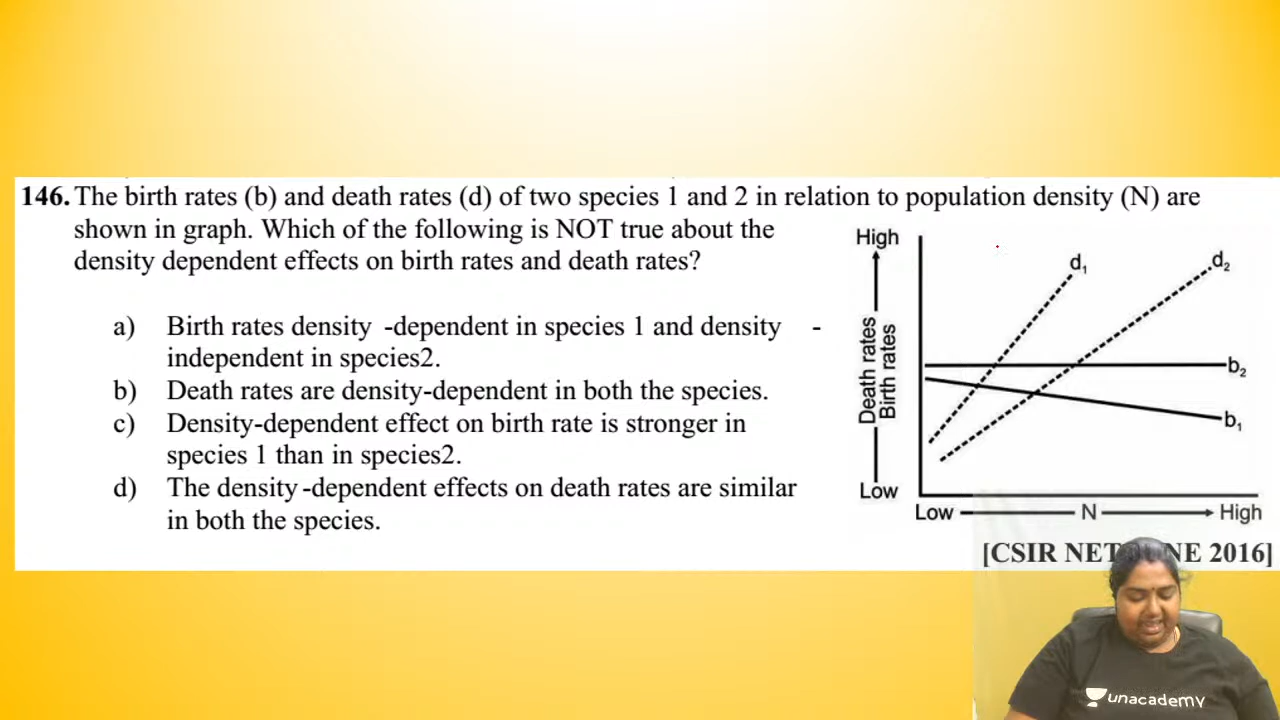 146. The birth rates (b) and death rates (d) of two species 1 and 2 in relation to population density (N) are
shown in graph. Which of the following is NOT true about the
density dependent effects on birth rates and death rates?
a) Birth rates density -dependent in species 1 and density -
independent in species2.
b) Death rates are density-dependent in both the species.
c) Density-dependent effect on birth rate is stronger in
species 1 than in species2.
d) The density-dependent effects on death rates are similar
in both the species.
High
d₁
d₂
Death rates
Birth rates
b₂
b₁
Low
Low N High
[CSIR NET NE 2016]
unacademy